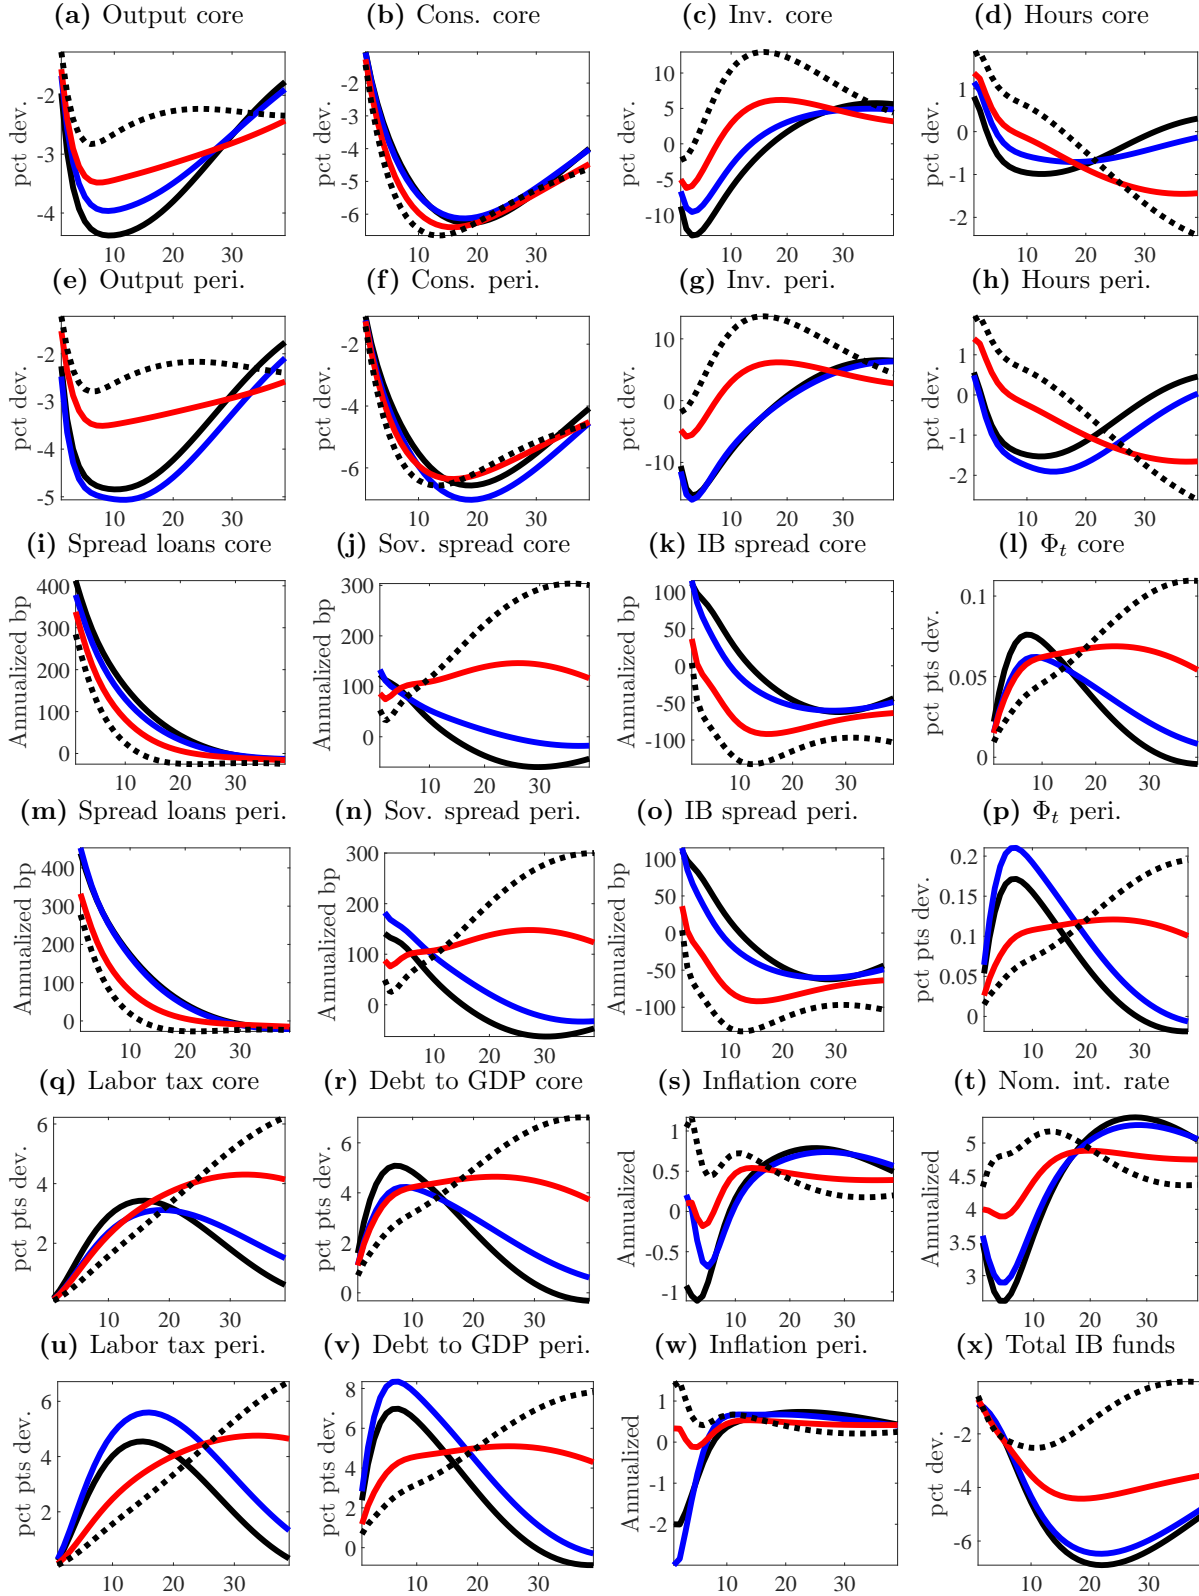 (a) Output core (b) Cons. core (c) Inv. core (d) Hours core
pct dev. -2 -3 -4 10 20 30
-2 -4 -6 10 20 30
pct dev. 10 5 0 -5 -10 10 20 30
pct dev. 1 0 -1 -2 10 20 30
(e) Output peri. (f) Cons. peri. (g) Inv. peri. (h) Hours peri.
pct dev. -2 -3 -4 -5 10 20 30
-2 -4 -6 10 20 30
pct dev. 10 0 -10 10 20 30
pct dev. 1 0 -1 -2 10 20 30
(i) Spread loans core (j) Sov. spread core (k) IB spread core (l) Φt core
Annualized bp 400 300 200 100 0 10 20 30
Annualized bp 300 200 100 0 10 20 30
Annualized bp 100 50 0 -50 -100 10 20 30
pct pts dev. 0.1 0.05 0 10 20 30
(m) Spread loans peri. (n) Sov. spread peri. (o) IB spread peri. (p) Φt peri.
Annualized bp 400 300 200 100 0 10 20 30
Annualized bp 300 200 100 0 10 20 30
Annualized bp 100 50 0 -50 -100 10 20 30
pct pts dev. 0.2 0.15 0.1 0.05 0 10 20 30
(q) Labor tax core (r) Debt to GDP core (s) Inflation core (t) Nom. int. rate
pct pts dev. 6 4 2 10 20 30
pct pts dev. 6 4 2 0 10 20 30
Annualized 1 0.5 0 -0.5 -1 10 20 30
Annualized 5 4.5 4 3.5 3 10 20 30
(u) Labor tax peri. (v) Debt to GDP peri. (w) Inflation peri. (x) Total IB funds
pct pts dev. 6 4 2 10 20 30
pct pts dev. 8 6 4 2 0 10 20 30
Annualized 1 0 -1 -2 10 20 30
pct dev. -2 -4 -6 10 20 30